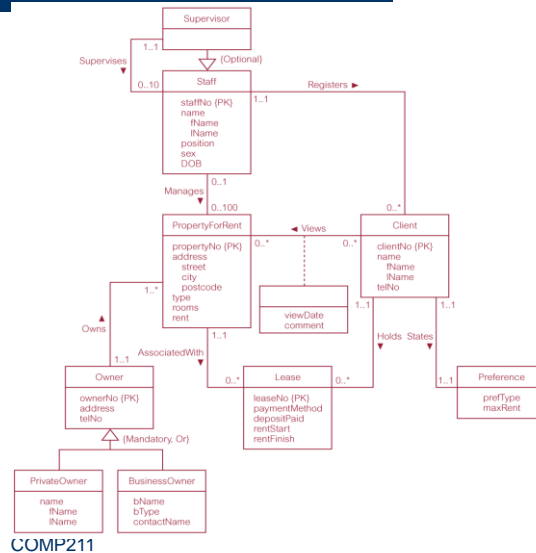 Supervisor
1..1
{Optional}
Supervises
0..10
Staff
staffNo {PK}
name
fName
lName
position
sex
DOB
Registers
1..1
0..1
Manages
0..100
0..*
PropertyForRent
propertyNo {PK}
address
street
city
postcode
type
rooms
rent
Views
0..*
0..*
Client
clientNo {PK}
name
fName
lName
telNo
viewDate
comment
1..*
Owns
1..1
1..1
AssociatedWith
0..*
1..1
1..1
Holds
States
0..*
1..1
Owner
ownerNo {PK}
address
telNo
Lease
leaseNo {PK}
paymentMethod
depositPaid
rentStart
rentFinish
Preference
prefType
maxRent
{Mandatory, Or}
PrivateOwner
name
fName
lName
BusinessOwner
bName
bType
contactName
COMP211